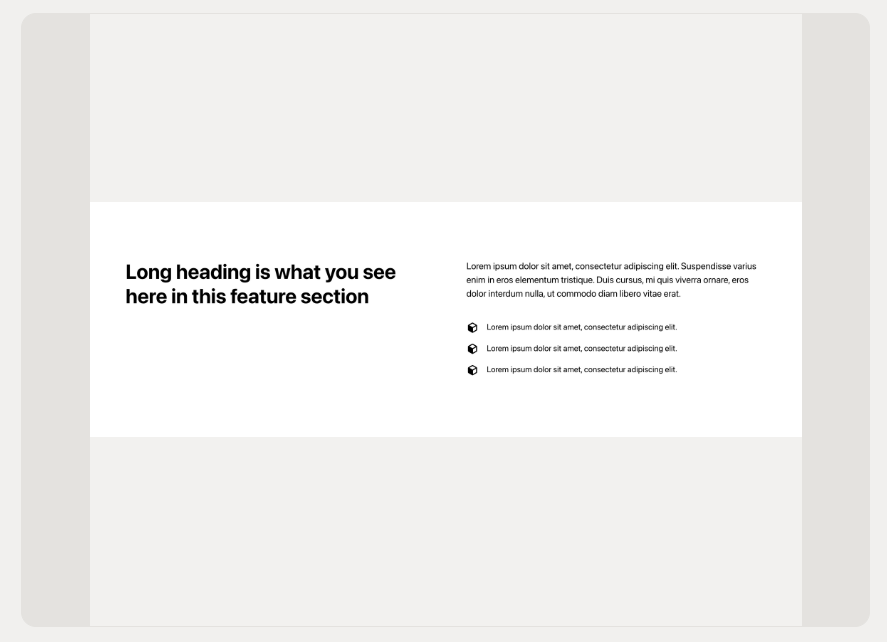 Long heading is what you see
here in this feature section
Lorem ipsum dolor sit amet, consectetur adipiscing elit. Suspendisse varius
enim in eros elementum tristique. Duis cursus, mi quis viverra ornare, eros
dolor interdum nulla, ut commodo diam libero vitae erat.
Lorem ipsum dolor sit amet, consectetur adipiscing elit.
Lorem ipsum dolor sit amet, consectetur adipiscing elit.
Lorem ipsum dolor sit amet, consectetur adipiscing elit.